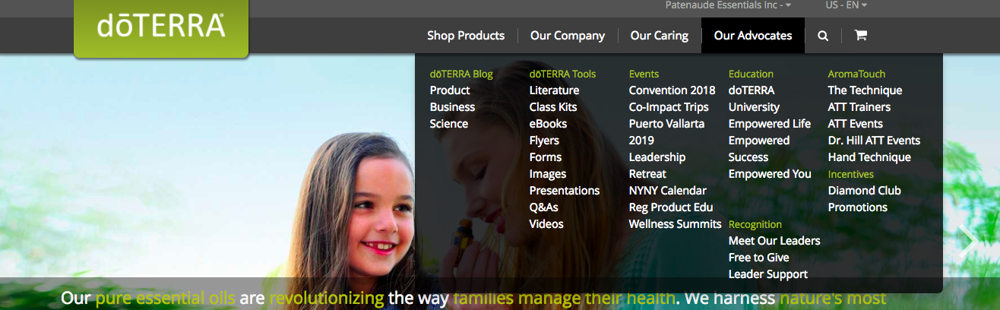 Patenaude Essentials Inc -
US - EN
dōTERRA®
Shop Products
Our Company
Our Caring
Our Advocates
dōTERRA Blog
Product
Business
Science
dōTERRA Tools
Literature
Class Kits
eBooks
Flyers
Forms
Images
Presentations
Q&As
Videos
Events
Convention 2018
Co-Impact Trips
Puerto Vallarta
2019
Leadership
Retreat
NYNY Calendar
Reg Product Edu
Wellness Summits
Education
doTERRA
University
Empowered Life
Empowered
Success
Empowered You
Recognition
Meet Our Leaders
Free to Give
Leader Support
AromaTouch
The Technique
ATT Trainers
ATT Events
Dr. Hill ATT Events
Hand Technique
Incentives
Diamond Club
Promotions
Our pure essential oils are revolutionizing the way families manage their health. We harness nature's most